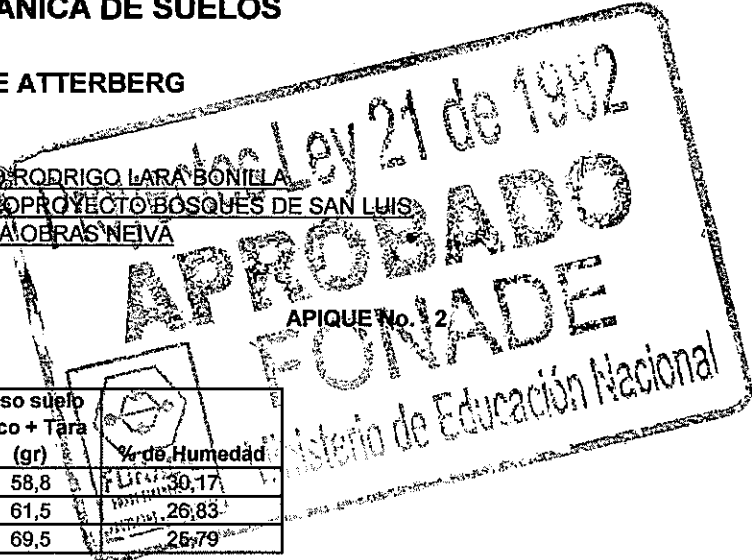 ANICA DE SUELOS
E ATTERBERG
RODRIGO LARA BONILLA
OPROYECTO BOSQUES DE SAN LUIS
A OBRAS NEIVA
Ley 21 de 1982
APROBADO
FONADE
Ministerio de Educación Nacional
APIQUE No. - 2
so suelo
co + Tara
(gr) % de Humedad
58,8 30,17
61,5 26,83
69,5 25,79